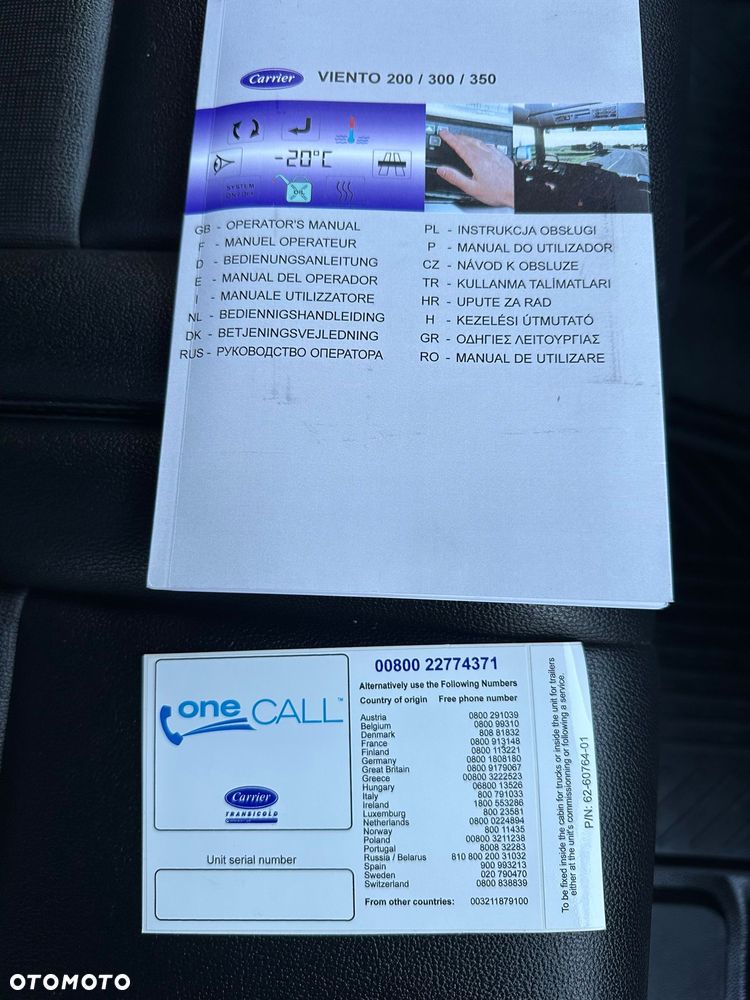 Carrier VIENTO 200 / 300 / 350
-20°C
SYSTEM
ON/OFF
OIL
GB - OPERATOR'S MANUAL
F - MANUEL OPERATEUR
D - BEDIENUNGSANLEITUNG
E - MANUAL DEL OPERADOR
I - MANUALE UTILIZZATORE
NL - BEDIENNIGSHANDLEIDING
DK - BETJENINGSVEJLEDNING
RUS - РУКОВОДСТВО ОПЕРАТОРА
PL - INSTRUKCJA OBSŁUGI
P - MANUAL DO UTILIZADOR
CZ - NÁVOD K OBSLUZE
TR - KULLANMA TALİMATLARI
HR - UPUTE ZA RAD
H - KEZELÉSI ÚTMUTATÓ
GR - ΟΔΗΓΙΕΣ ΛΕΙΤΟΥΡΓΙΑΣ
RO - MANUAL DE UTILIZARE
one CALL™
Carrier
TRANSICOLD
Unit serial number
00800 22774371
Alternatively use the Following Numbers
Country of origin Free phone number
Austria 0800 291039
Belgium 0800 99310
Denmark 808 81832
France 0800 913148
Finland 0800 113221
Germany 0800 1808180
Great Britain 0800 9179067
Greece 00800 3222523
Hungary 06800 13526
Italy 800 791033
Ireland 1800 553286
Luxemburg 800 23581
Netherlands 0800 0224894
Norway 800 11435
Poland 00800 3211238
Portugal 8008 32283
Russia / Belarus 810 800 200 31032
Spain 900 993213
Sweden 020 790470
Switzerland 0800 838839
From other countries: 003211879100
To be fixed inside the cabin for trucks or inside the unit for trailers
either at the unit's commissionning or following a service.
P/N: 62-60764-01
OTOMOTO